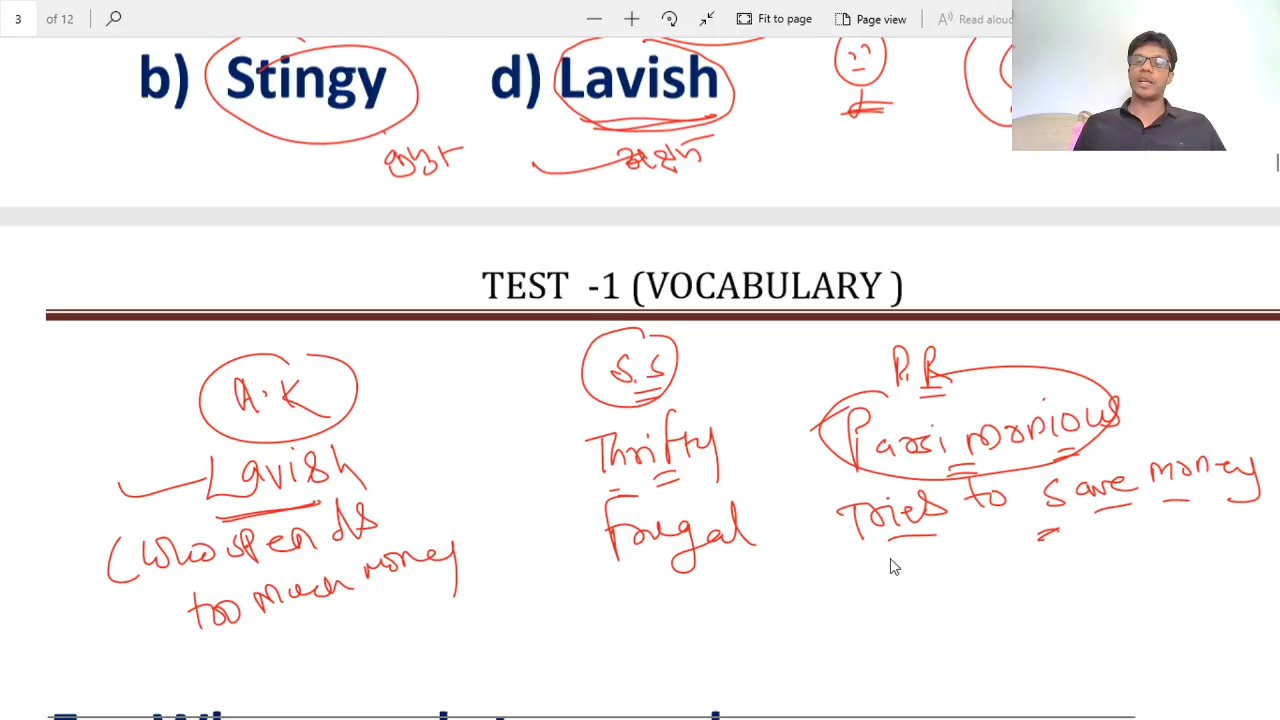 3 of 12
Fit to page
Page view
Read aloud
b) Stingy
d) Lavish
TEST -1 (VOCABULARY )
A.K
S.S
Lavish
(who spends
too much money
Thrifty
Frugal
Parsimonious
Tries to save money